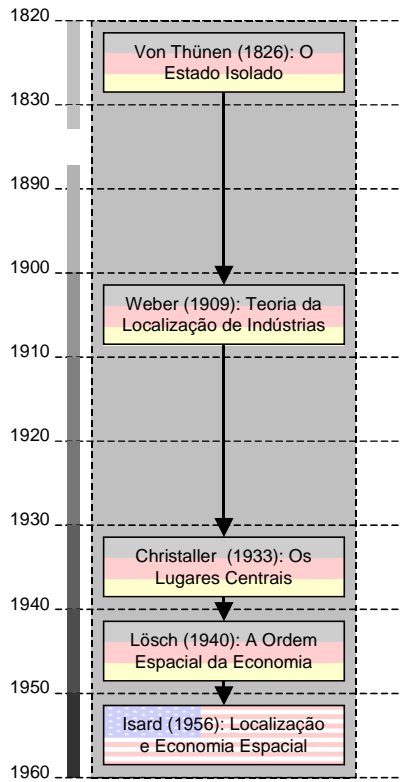 1820
Von Thünen (1826): O
Estado Isolado
1830
1890
1900
Weber (1909): Teoria da
Localização de Indústrias
1910
1920
1930
Christaller (1933): Os
Lugares Centrais
1940
Lösch (1940): A Ordem
Espacial da Economia
1950
Isard (1956): Localização
e Economia Espacial
1960